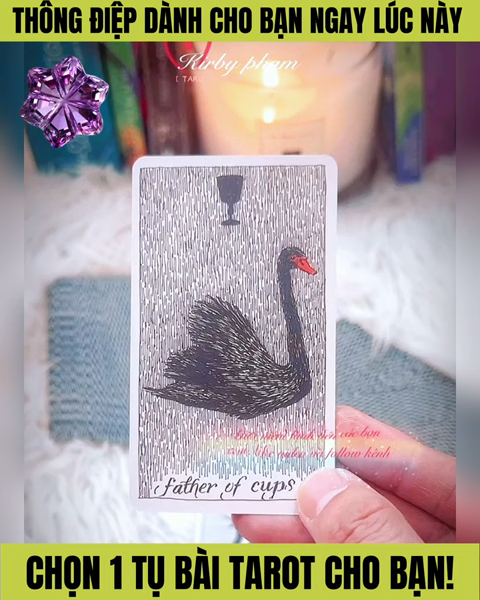 THÔNG ĐIỆP DÀNH CHO BẠN NGAY LÚC NÀY
Kirby pham
[ TAR
father of cups
CHỌN 1 TỤ BÀI TAROT CHO BẠN!